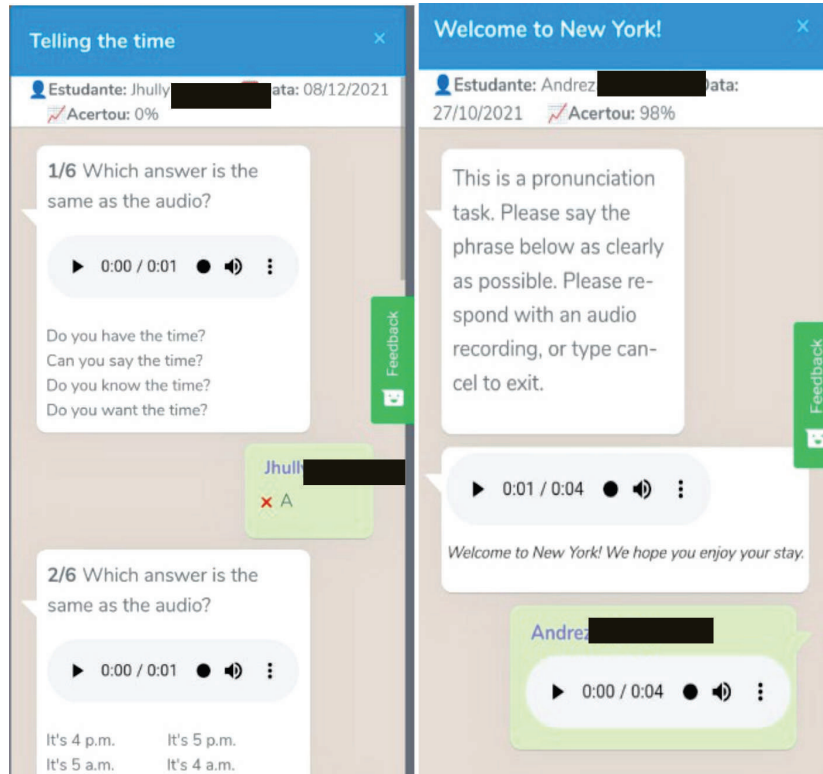 Telling the time
Estudante: Jhully ata: 08/12/2021
Acertou: 0%
1/6 Which answer is the
same as the audio?
0:00 / 0:01
Do you have the time?
Can you say the time?
Do you know the time?
Do you want the time?
Feedback
Jhully
A
2/6 Which answer is the
same as the audio?
0:00 / 0:01
It's 4 p.m. It's 5 p.m.
It's 5 a.m. It's 4 a.m.
Welcome to New York!
Estudante: Andrez ata:
27/10/2021 Acertou: 98%
This is a pronunciation
task. Please say the
phrase below as clearly
as possible. Please re-
spond with an audio
recording, or type can-
cel to exit.
Feedback
0:01 / 0:04
Welcome to New York! We hope you enjoy your stay.
Andrez
0:00 / 0:04